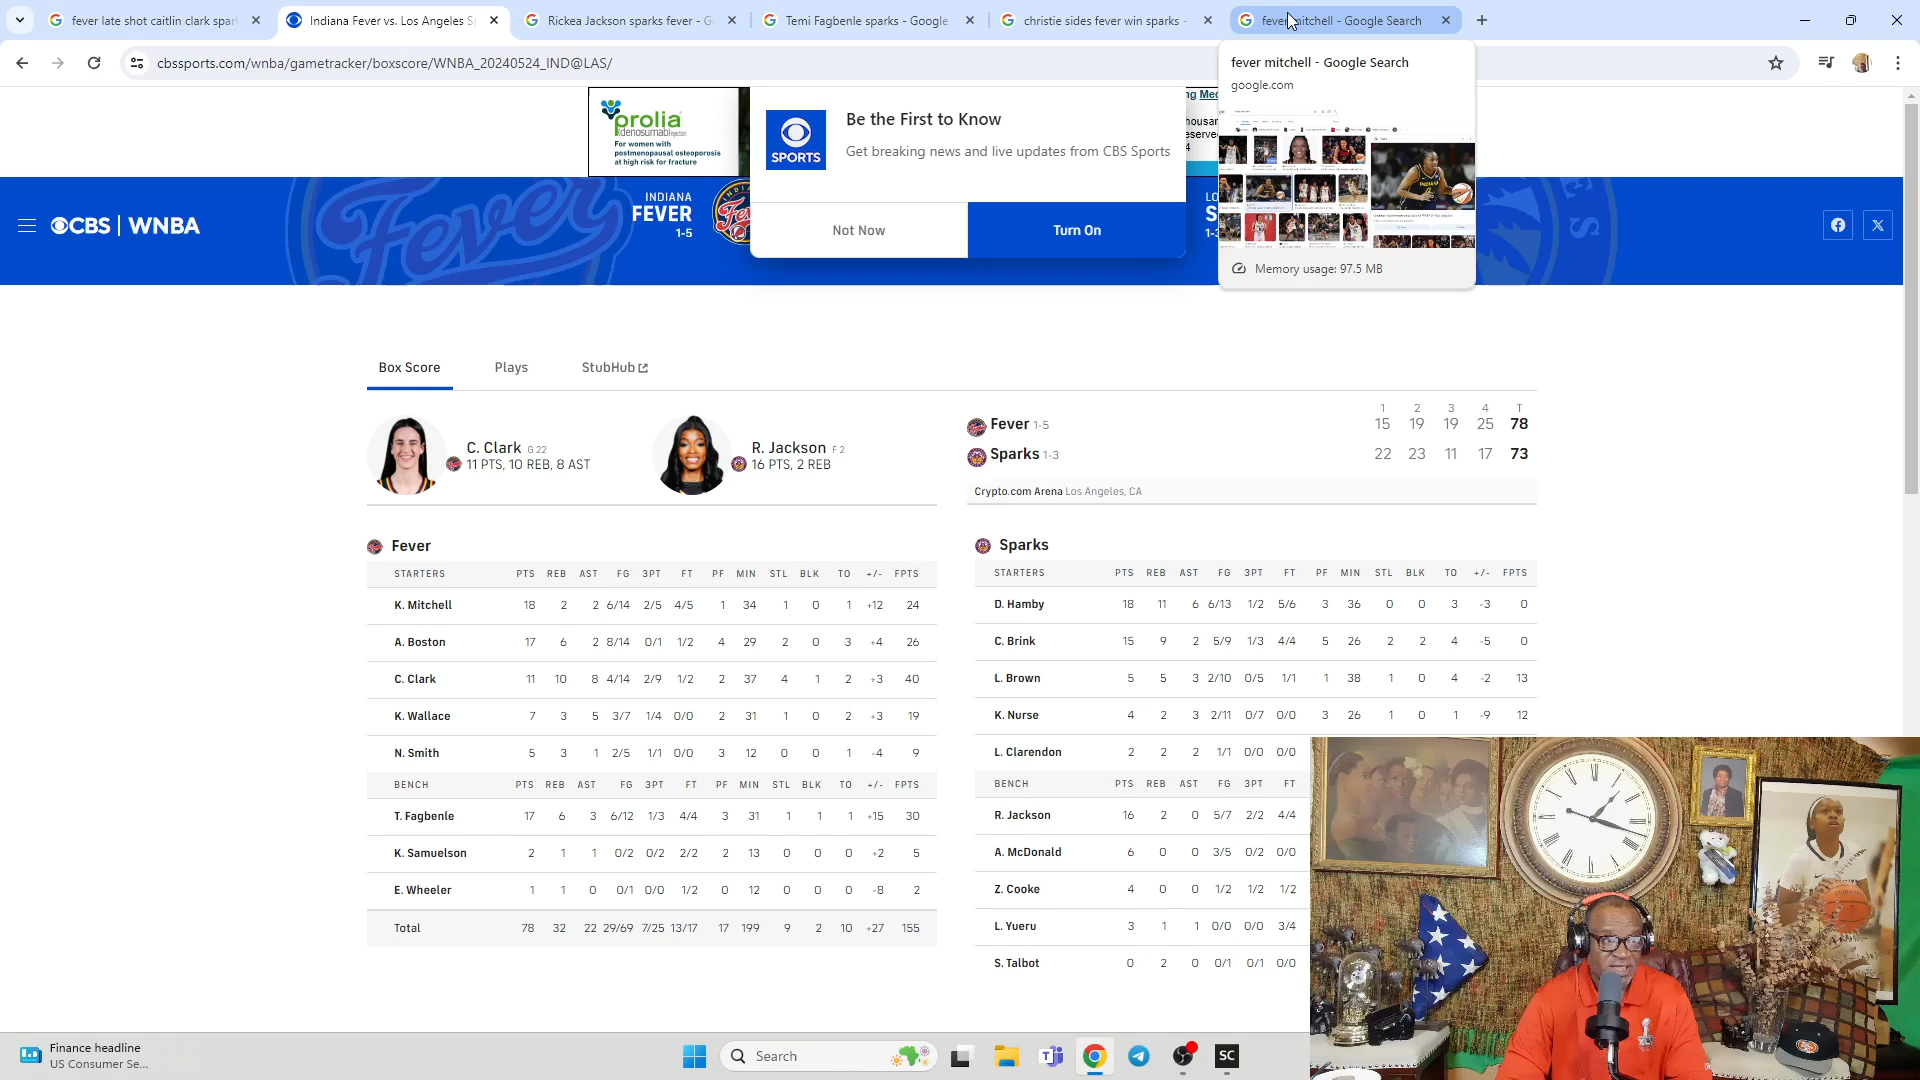 fever late shot caitlin clark spar
Indiana Fever vs. Los Angeles S
Rickea Jackson sparks fever - G
Temi Fagbenle sparks - Google
christie sides fever win sparks -
fever mitchell - Google Search
cbssports.com/wnba/gametracker/boxscore/WNBA_20240524_IND@LAS/
fever mitchell - Google Search
google.com
Memory usage: 97.5 MB
prolia
(denosumab) injection
For women with
postmenopausal osteoporosis
at high risk for fracture
SPORTS
Be the First to Know
Get breaking news and live updates from CBS Sports
Not Now
Turn On
CBS | WNBA
Fever
INDIANA
FEVER
1-5
Box Score
Plays
StubHub
C. Clark G 22
11 PTS, 10 REB, 8 AST
R. Jackson F 2
16 PTS, 2 REB
1 2 3 4 T
Fever 1-5 15 19 19 25 78
Sparks 1-3 22 23 11 17 73
Crypto.com Arena Los Angeles, CA
Fever
STARTERS PTS REB AST FG 3PT FT PF MIN STL BLK TO +/- FPTS
K. Mitchell 18 2 2 6/14 2/5 4/5 1 34 1 0 1 +12 24
A. Boston 17 6 2 8/14 0/1 1/2 4 29 2 0 3 +4 26
C. Clark 11 10 8 4/14 2/9 1/2 2 37 4 1 2 +3 40
K. Wallace 7 3 5 3/7 1/4 0/0 2 31 1 0 2 +3 19
N. Smith 5 3 1 2/5 1/1 0/0 3 12 0 0 1 -4 9
BENCH PTS REB AST FG 3PT FT PF MIN STL BLK TO +/- FPTS
T. Fagbenle 17 6 3 6/12 1/3 4/4 3 31 1 1 1 +15 30
K. Samuelson 2 1 1 0/2 0/2 2/2 2 13 0 0 0 +2 5
E. Wheeler 1 1 0 0/1 0/0 1/2 0 12 0 0 0 -8 2
Total 78 32 22 29/69 7/25 13/17 17 199 9 2 10 +27 155
Sparks
STARTERS PTS REB AST FG 3PT FT PF MIN STL BLK TO +/- FPTS
D. Hamby 18 11 6 6/13 1/2 5/6 3 36 0 0 3 -3 0
C. Brink 15 9 2 5/9 1/3 4/4 5 26 2 2 4 -5 0
L. Brown 5 5 3 2/10 0/5 1/1 1 38 1 0 4 -2 13
K. Nurse 4 2 3 2/11 0/7 0/0 3 26 1 0 1 -9 12
L. Clarendon 2 2 2 1/1 0/0 0/0
BENCH PTS REB AST FG 3PT FT
R. Jackson 16 2 0 5/7 2/2 4/4
A. McDonald 6 0 0 3/5 0/2 0/0
Z. Cooke 4 0 0 1/2 1/2 1/2
L. Yueru 3 1 1 0/0 0/0 3/4
S. Talbot 0 2 0 0/1 0/1 0/0
Finance headline
US Consumer Se...
Search
SC